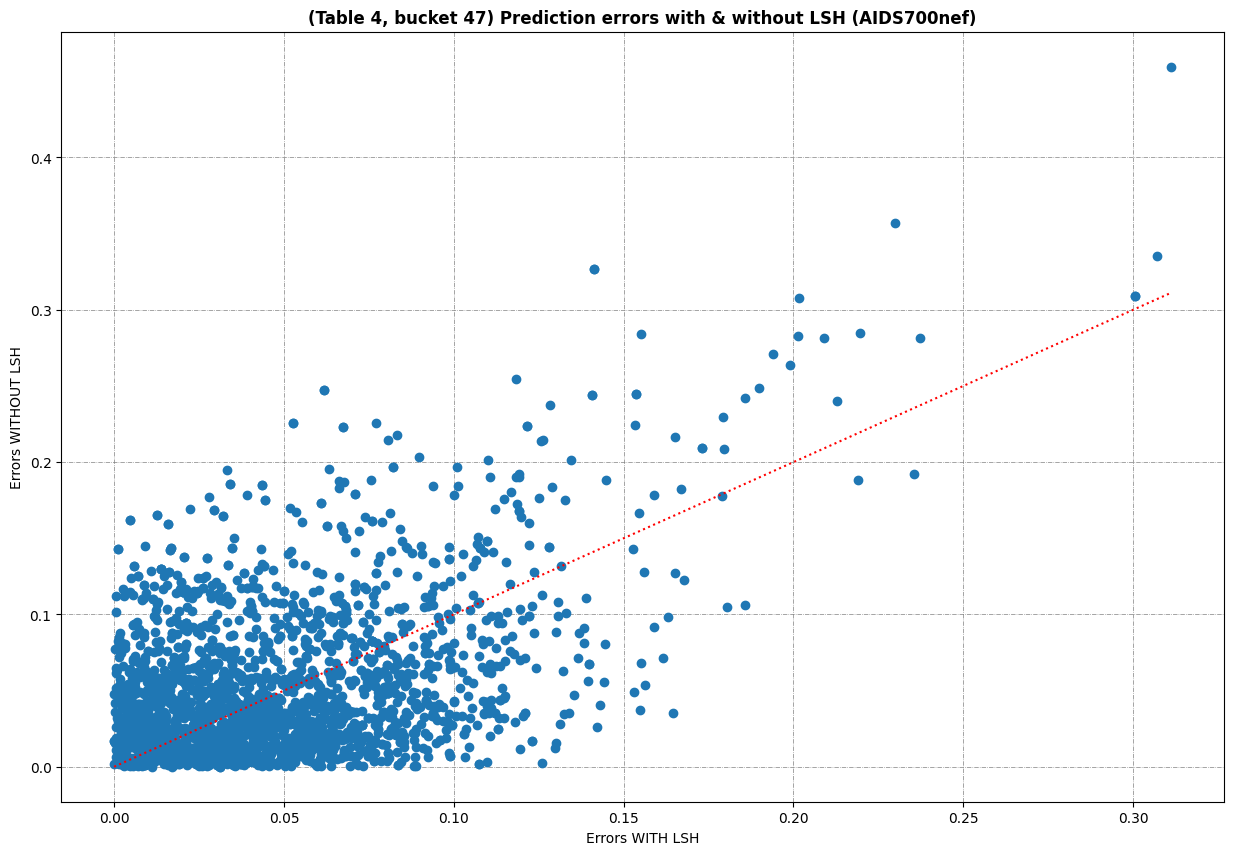 (Table 4, bucket 47) Prediction errors with & without LSH (AIDS700nef)
Errors WITHOUT LSH
0.4
0.3
0.2
0.1
0.0
0.00 0.05 0.10 0.15 0.20 0.25 0.30
Errors WITH LSH